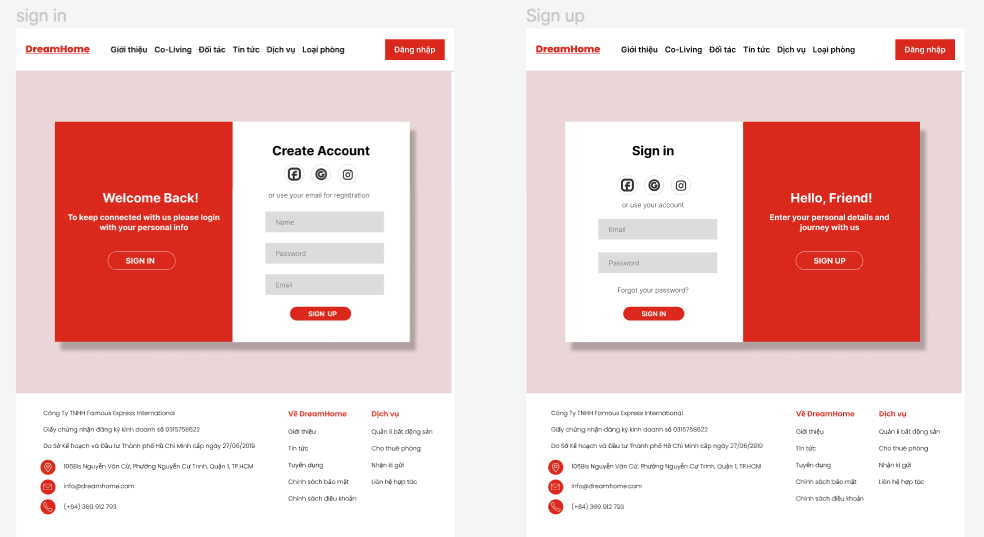 sign in
DreamHome
Giới thiệu Co-Living Đối tác Tin tức Dịch vụ Loại phòng
Đăng nhập
Welcome Back!
To keep connected with us please login
with your personal info
SIGN IN
Create Account
or use your email for registration
Name
Password
Email
SIGN UP
Công Ty TNHH Famous Express International
Giấy chứng nhận đăng ký kinh doanh số 0315758622
Do Sở Kế hoạch và Đầu tư Thành phố Hồ Chí Minh cấp ngày 27/06/2019
106Bis Nguyễn Văn Cừ, Phường Nguyễn Cư Trinh, Quận 1, TP.HCM
info@dreamhome.com
(+84) 369 912 793
Về DreamHome
Giới thiệu
Tin tức
Tuyển dụng
Chính sách bảo mật
Chính sách điều khoản
Dịch vụ
Quản lí bất động sản
Cho thuê phòng
Nhận kí gửi
Liên hệ hợp tác
Sign up
DreamHome
Giới thiệu Co-Living Đối tác Tin tức Dịch vụ Loại phòng
Đăng nhập
Sign in
or use your account
Email
Password
Forgot your password?
SIGN IN
Hello, Friend!
Enter your personal details and
journey with us
SIGN UP
Công Ty TNHH Famous Express International
Giấy chứng nhận đăng ký kinh doanh số 0315758622
Do Sở Kế hoạch và Đầu tư Thành phố Hồ Chí Minh cấp ngày 27/06/2019
106Bis Nguyễn Văn Cừ, Phường Nguyễn Cư Trinh, Quận 1, TP.HCM
info@dreamhome.com
(+84) 369 912 793
Về DreamHome
Giới thiệu
Tin tức
Tuyển dụng
Chính sách bảo mật
Chính sách điều khoản
Dịch vụ
Quản lí bất động sản
Cho thuê phòng
Nhận kí gửi
Liên hệ hợp tác